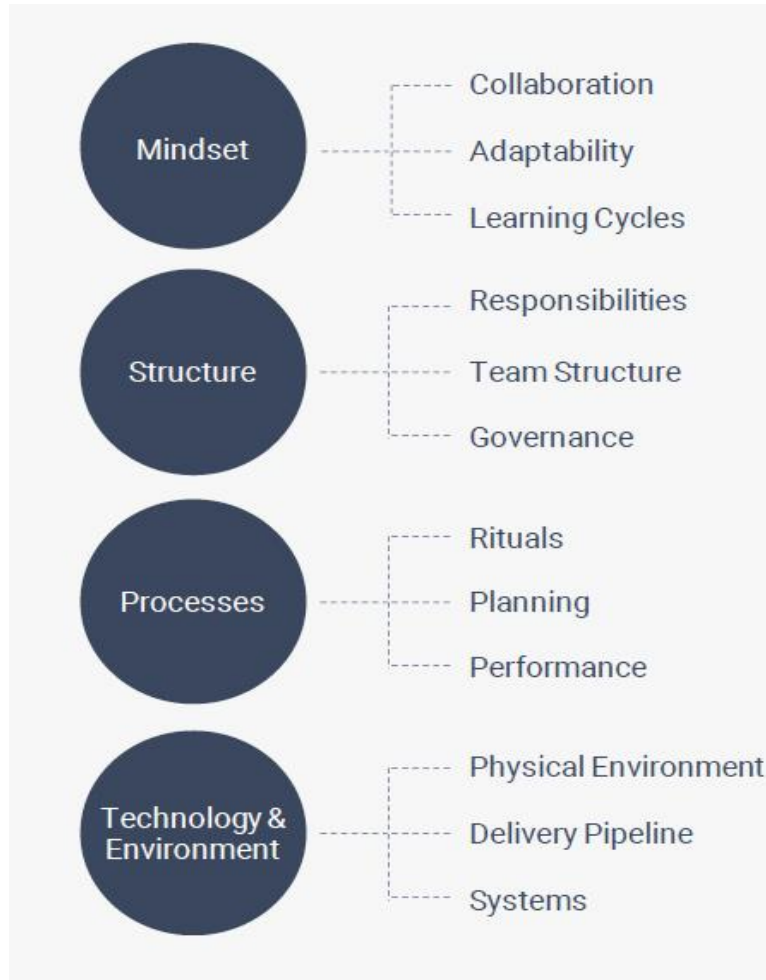 Mindset
Collaboration
Adaptability
Learning Cycles
Structure
Responsibilities
Team Structure
Governance
Processes
Rituals
Planning
Performance
Technology &
Environment
Physical Environment
Delivery Pipeline
Systems